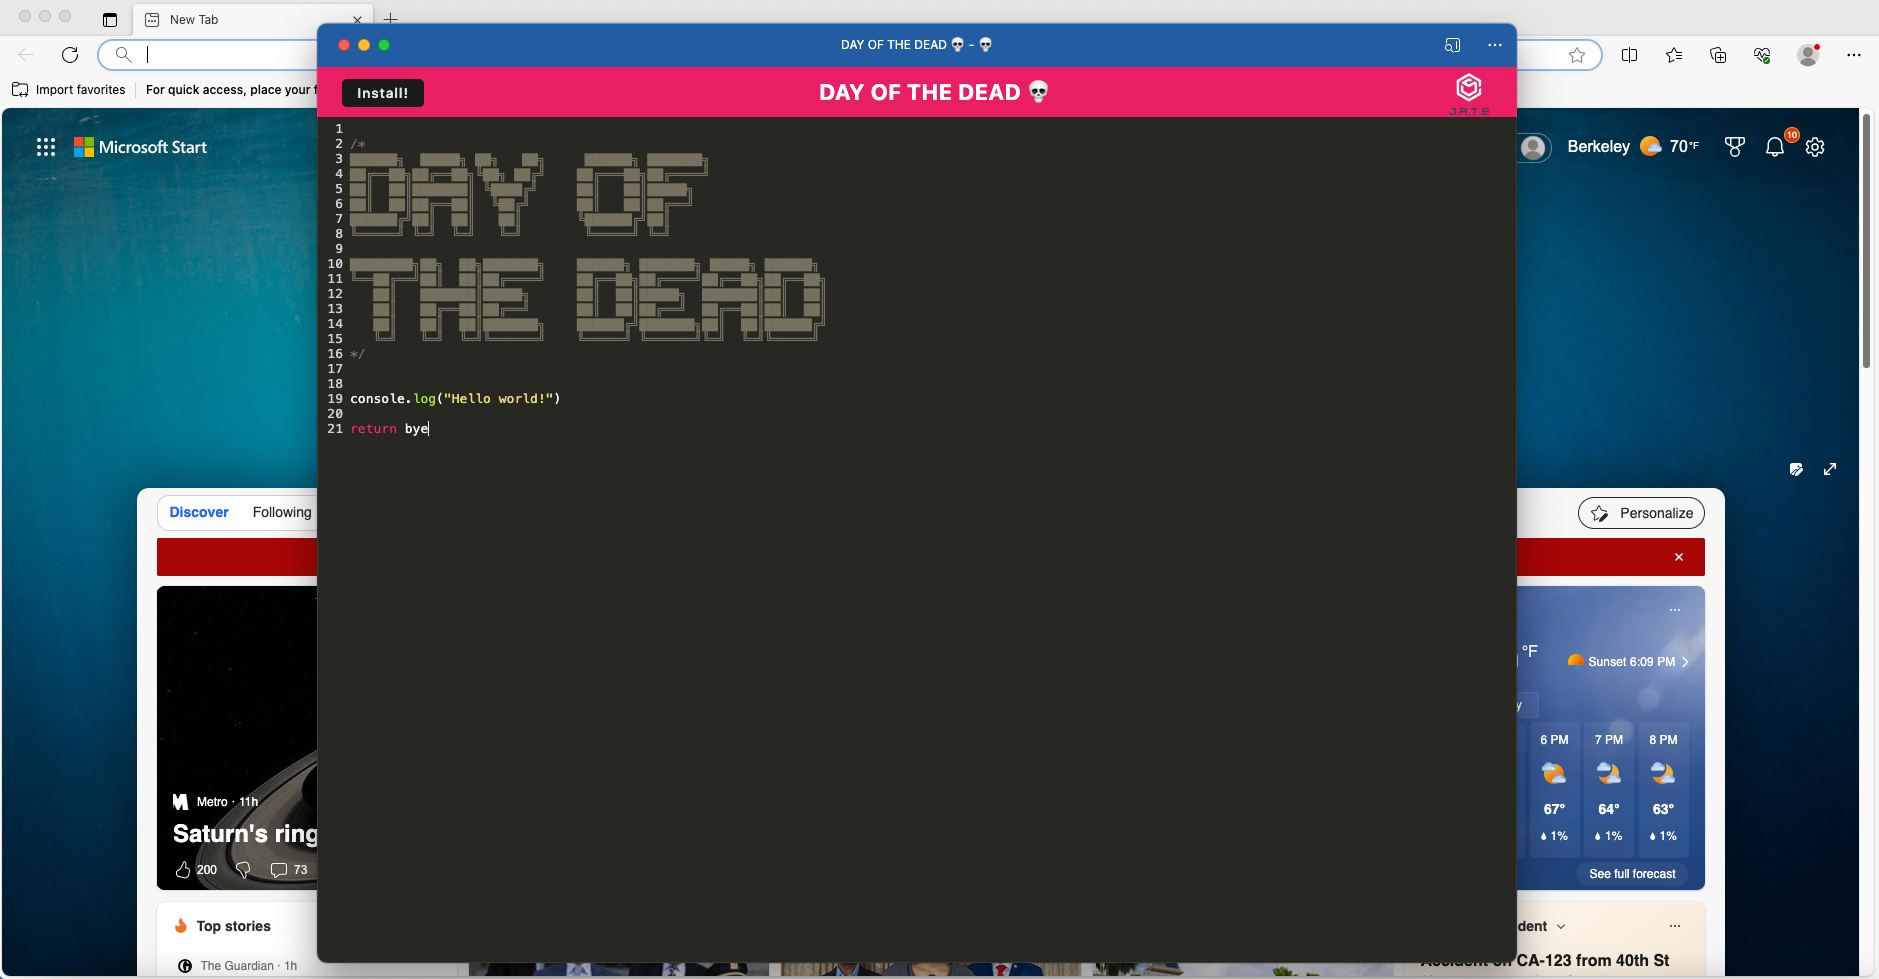 New Tab
DAY OF THE DEAD 💀 - 💀
Import favorites
For quick access, place your f
Install!
DAY OF THE DEAD 💀
J.R.T.E
Microsoft Start
Berkeley
70°F
10
1
2 /*
3
4
5
6
7
8
DAY OF
9
10
11
12
13
14
15
THE DEAD
16 */
17
18
19 console.log("Hello world!")
20
21 return bye
Discover
Following
Personalize
°F
Sunset 6:09 PM
y
6 PM
7 PM
8 PM
67°
64°
63°
1%
1%
1%
See full forecast
Metro · 11h
Saturn's ring
200
73
Top stories
The Guardian · 1h
dent
Accident on CA-123 from 40th St